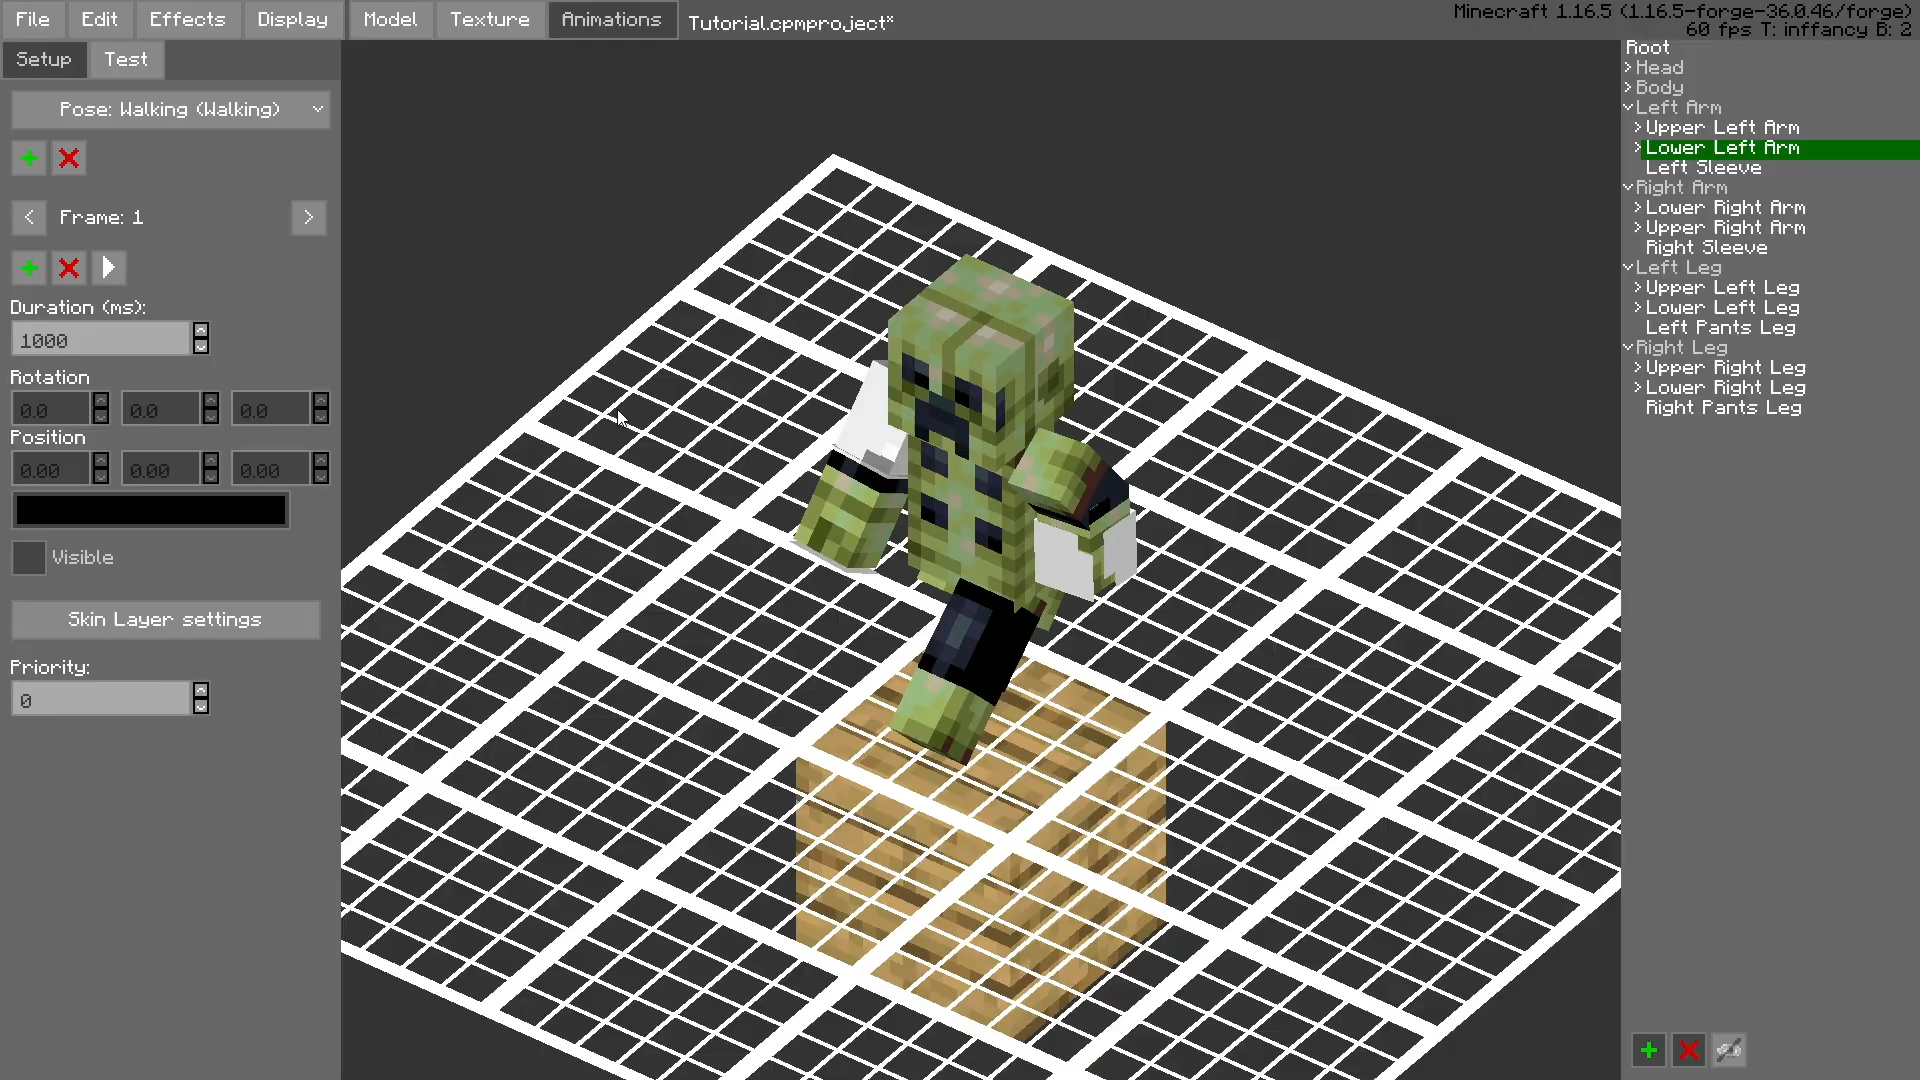 File Edit Effects Display Model Texture Animations Tutorial.cpmproject*
Minecraft 1.16.5 (1.16.5-forge-36.0.46/forge)
60 fps T: inffancy B: 2
Setup Test
Pose: Walking (Walking)
Frame: 1
Duration (ms):
1000
Rotation
0.0 0.0 0.0
Position
0.00 0.00 0.00
Visible
Skin Layer settings
Priority:
0
Root
Head
Body
Left Arm
Upper Left Arm
Lower Left Arm
Left Sleeve
Right Arm
Lower Right Arm
Upper Right Arm
Right Sleeve
Left Leg
Upper Left Leg
Lower Left Leg
Left Pants Leg
Right Leg
Upper Right Leg
Lower Right Leg
Right Pants Leg